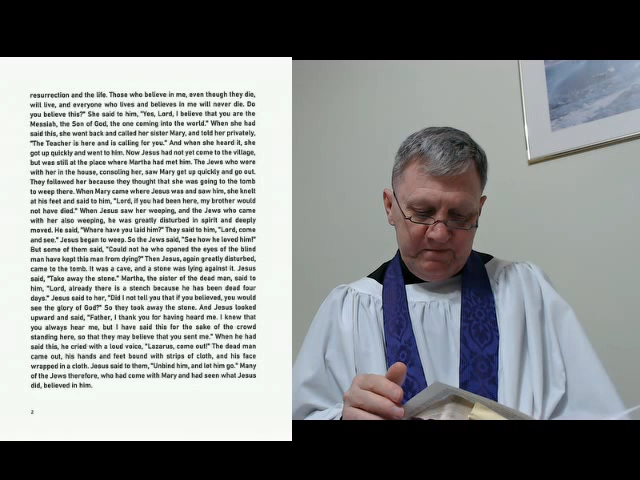 resurrection and the life. Those who believe in me, even though they die,
will live, and everyone who lives and believes in me will never die. Do
you believe this?" She said to him, "Yes, Lord, I believe that you are the
Messiah, the Son of God, the one coming into the world." When she had
said this, she went back and called her sister Mary, and told her privately,
"The Teacher is here and is calling for you." And when she heard it, she
got up quickly and went to him. Now Jesus had not yet come to the village,
but was still at the place where Martha had met him. The Jews who were
with her in the house, consoling her, saw Mary get up quickly and go out.
They followed her because they thought that she was going to the tomb
to weep there. When Mary came where Jesus was and saw him, she knelt
at his feet and said to him, "Lord, if you had been here, my brother would
not have died." When Jesus saw her weeping, and the Jews who came
with her also weeping, he was greatly disturbed in spirit and deeply
moved. He said, "Where have you laid him?" They said to him, "Lord, come
and see." Jesus began to weep. So the Jews said, "See how he loved him!"
But some of them said, "Could not he who opened the eyes of the blind
man have kept this man from dying?" Then Jesus, again greatly disturbed,
came to the tomb. It was a cave, and a stone was lying against it. Jesus
said, "Take away the stone." Martha, the sister of the dead man, said to
him, "Lord, already there is a stench because he has been dead four
days." Jesus said to her, "Did I not tell you that if you believed, you would
see the glory of God?" So they took away the stone. And Jesus looked
upward and said, "Father, I thank you for having heard me. I knew that
you always hear me, but I have said this for the sake of the crowd
standing here, so that they may believe that you sent me." When he had
said this, he cried with a loud voice, "Lazarus, come out!" The dead man
came out, his hands and feet bound with strips of cloth, and his face
wrapped in a cloth. Jesus said to them, "Unbind him, and let him go." Many
of the Jews therefore, who had come with Mary and had seen what Jesus
did, believed in him.
2